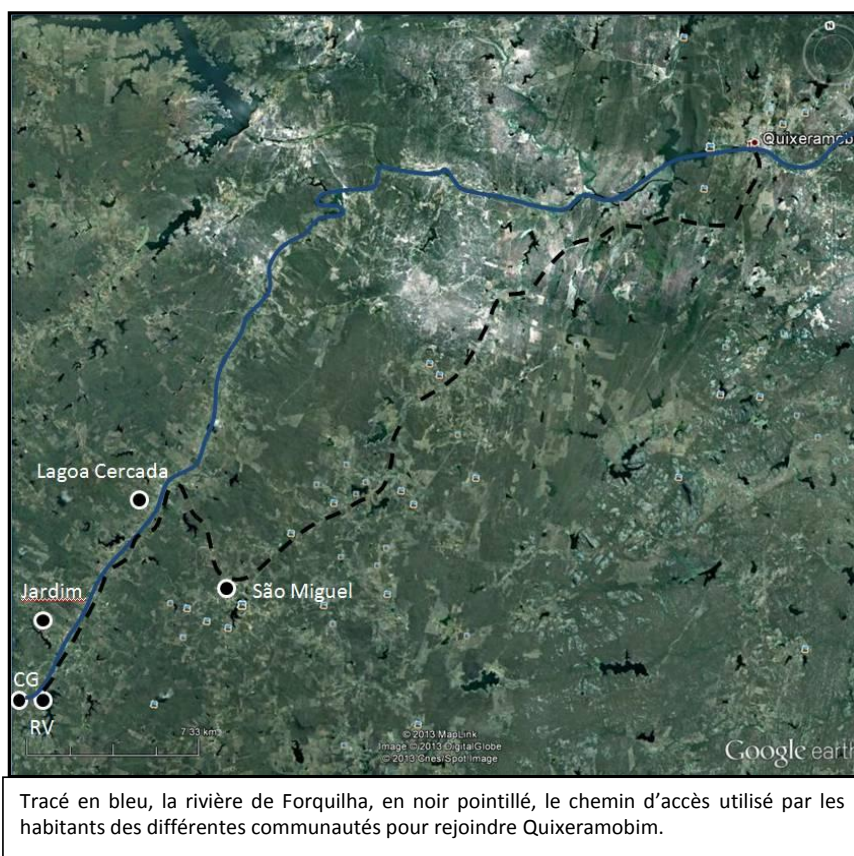 N
Quixeramob
Lagoa Cercada
São Miguel
Jardim
CG
RV
7.33 km
© 2013 MapLink
Image © 2013 DigitalGlobe
© 2013 Cnes/Spot Image
Google earth
Tracé en bleu, la rivière de Forquilha, en noir pointillé, le chemin d'accès utilisé par les
habitants des différentes communautés pour rejoindre Quixeramobim.